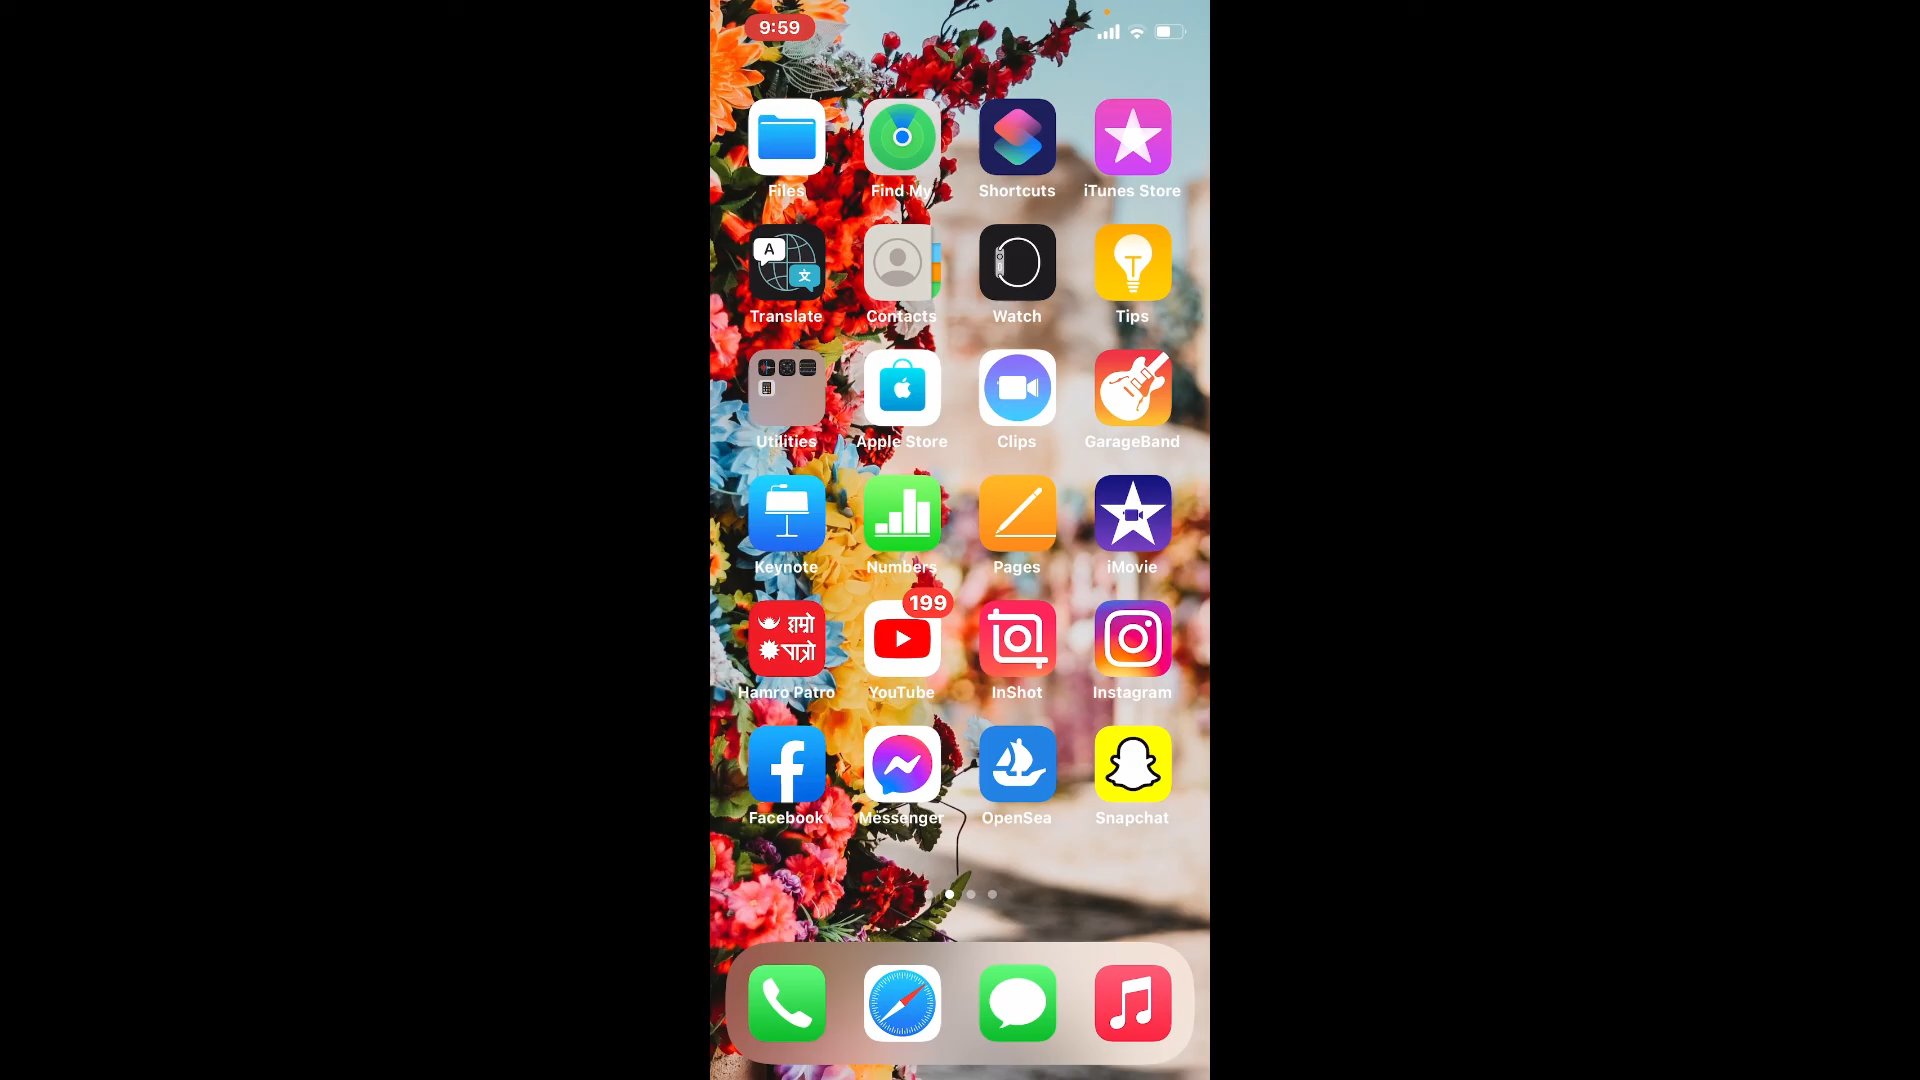 9:59
Files Find My Shortcuts iTunes Store
A 文
Translate Contacts Watch Tips
Utilities Apple Store Clips GarageBand
Keynote Numbers Pages iMovie
199
हाम्रो
पात्रो
Hamro Patro YouTube InShot Instagram
Facebook Messenger OpenSea Snapchat